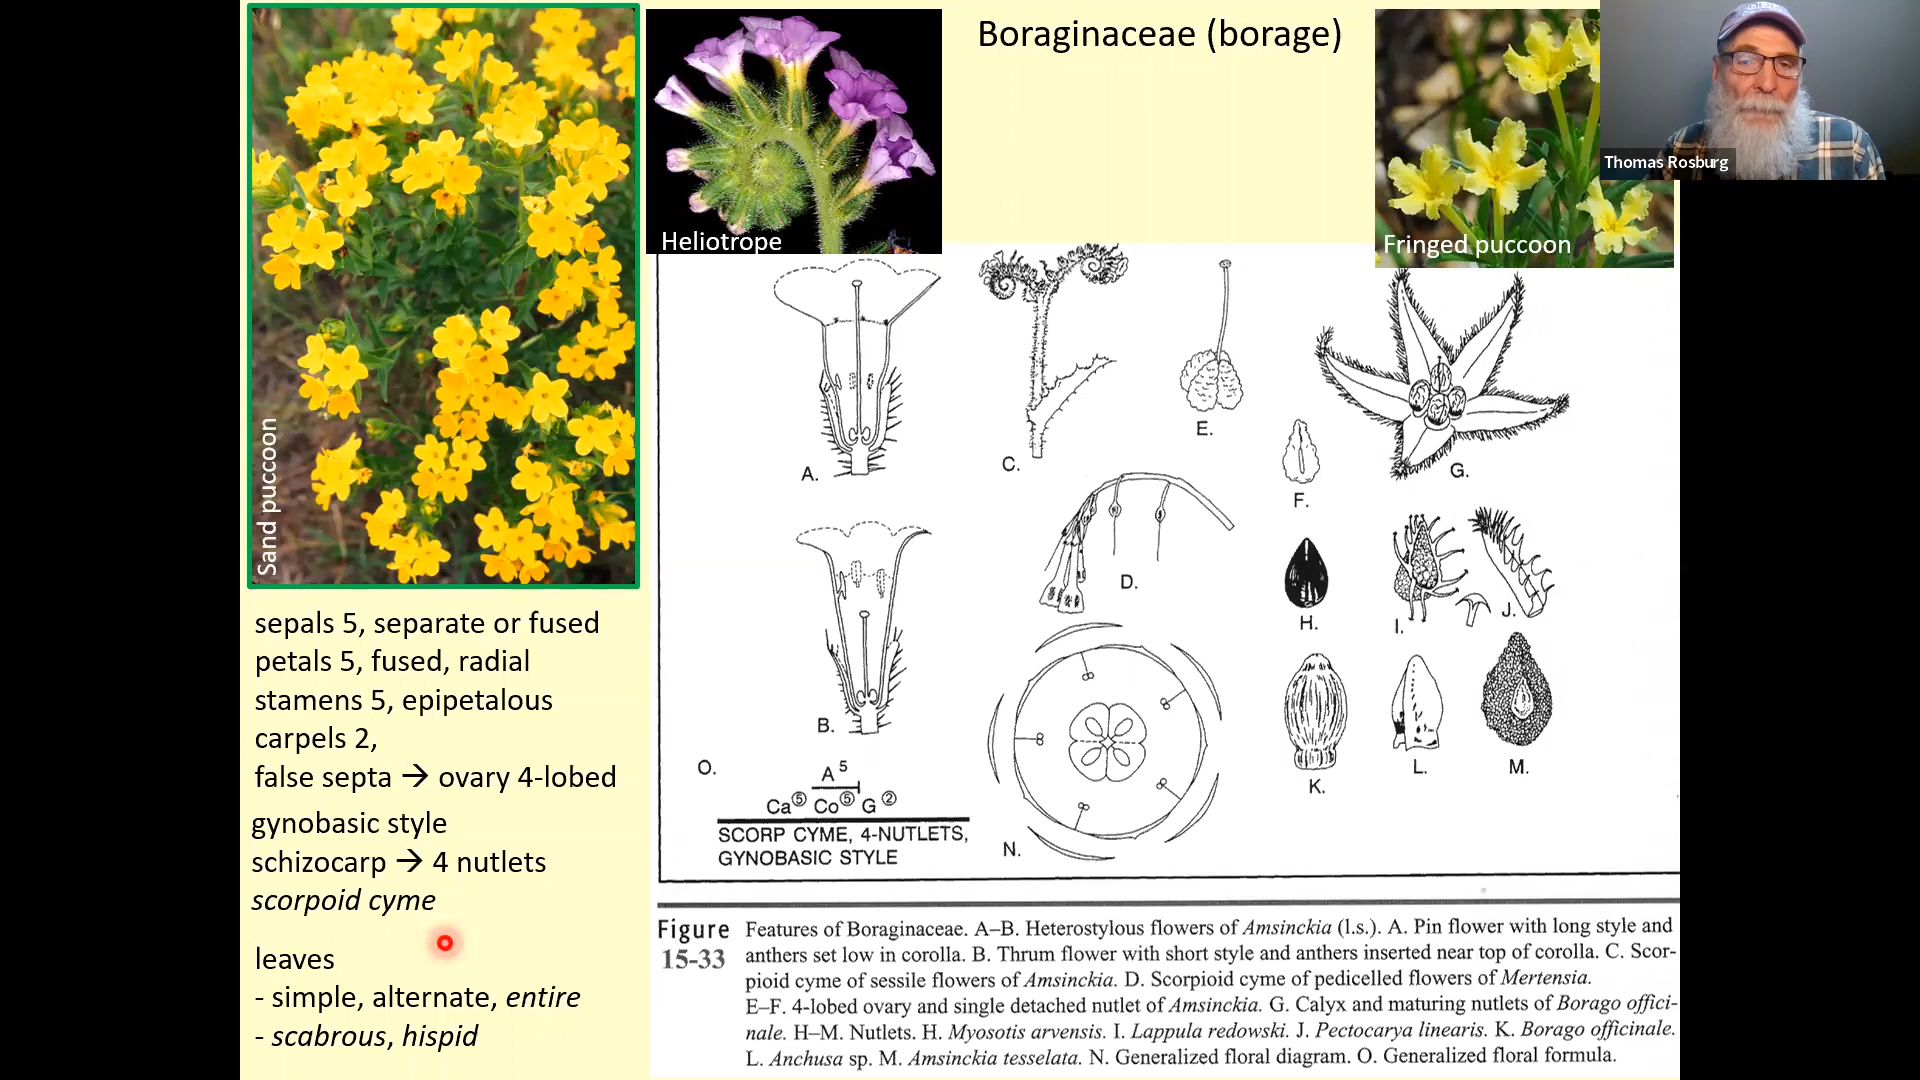 Boraginaceae (borage)
Thomas Rosburg
Heliotrope
Fringed puccoon
Sand puccoon
sepals 5, separate or fused
petals 5, fused, radial
stamens 5, epipetalous
carpels 2,
false septa → ovary 4-lobed
gynobasic style
schizocarp → 4 nutlets
scorpoid cyme
leaves
- simple, alternate, entire
- scabrous, hispid
A.
C.
E.
F.
G.
B.
D.
H.
I.
J.
K.
L.
M.
N.
O.
A 5
Ca⑤ Co⑤ G②
SCORP CYME, 4-NUTLETS,
GYNOBASIC STYLE
Figure 15-33
Features of Boraginaceae. A–B. Heterostylous flowers of Amsinckia (l.s.). A. Pin flower with long style and
anthers set low in corolla. B. Thrum flower with short style and anthers inserted near top of corolla. C. Scor-
pioid cyme of sessile flowers of Amsinckia. D. Scorpioid cyme of pedicelled flowers of Mertensia.
E–F. 4-lobed ovary and single detached nutlet of Amsinckia. G. Calyx and maturing nutlets of Borago offici-
nale. H–M. Nutlets. H. Myosotis arvensis. I. Lappula redowski. J. Pectocarya linearis. K. Borago officinale.
L. Anchusa sp. M. Amsinckia tesselata. N. Generalized floral diagram. O. Generalized floral formula.